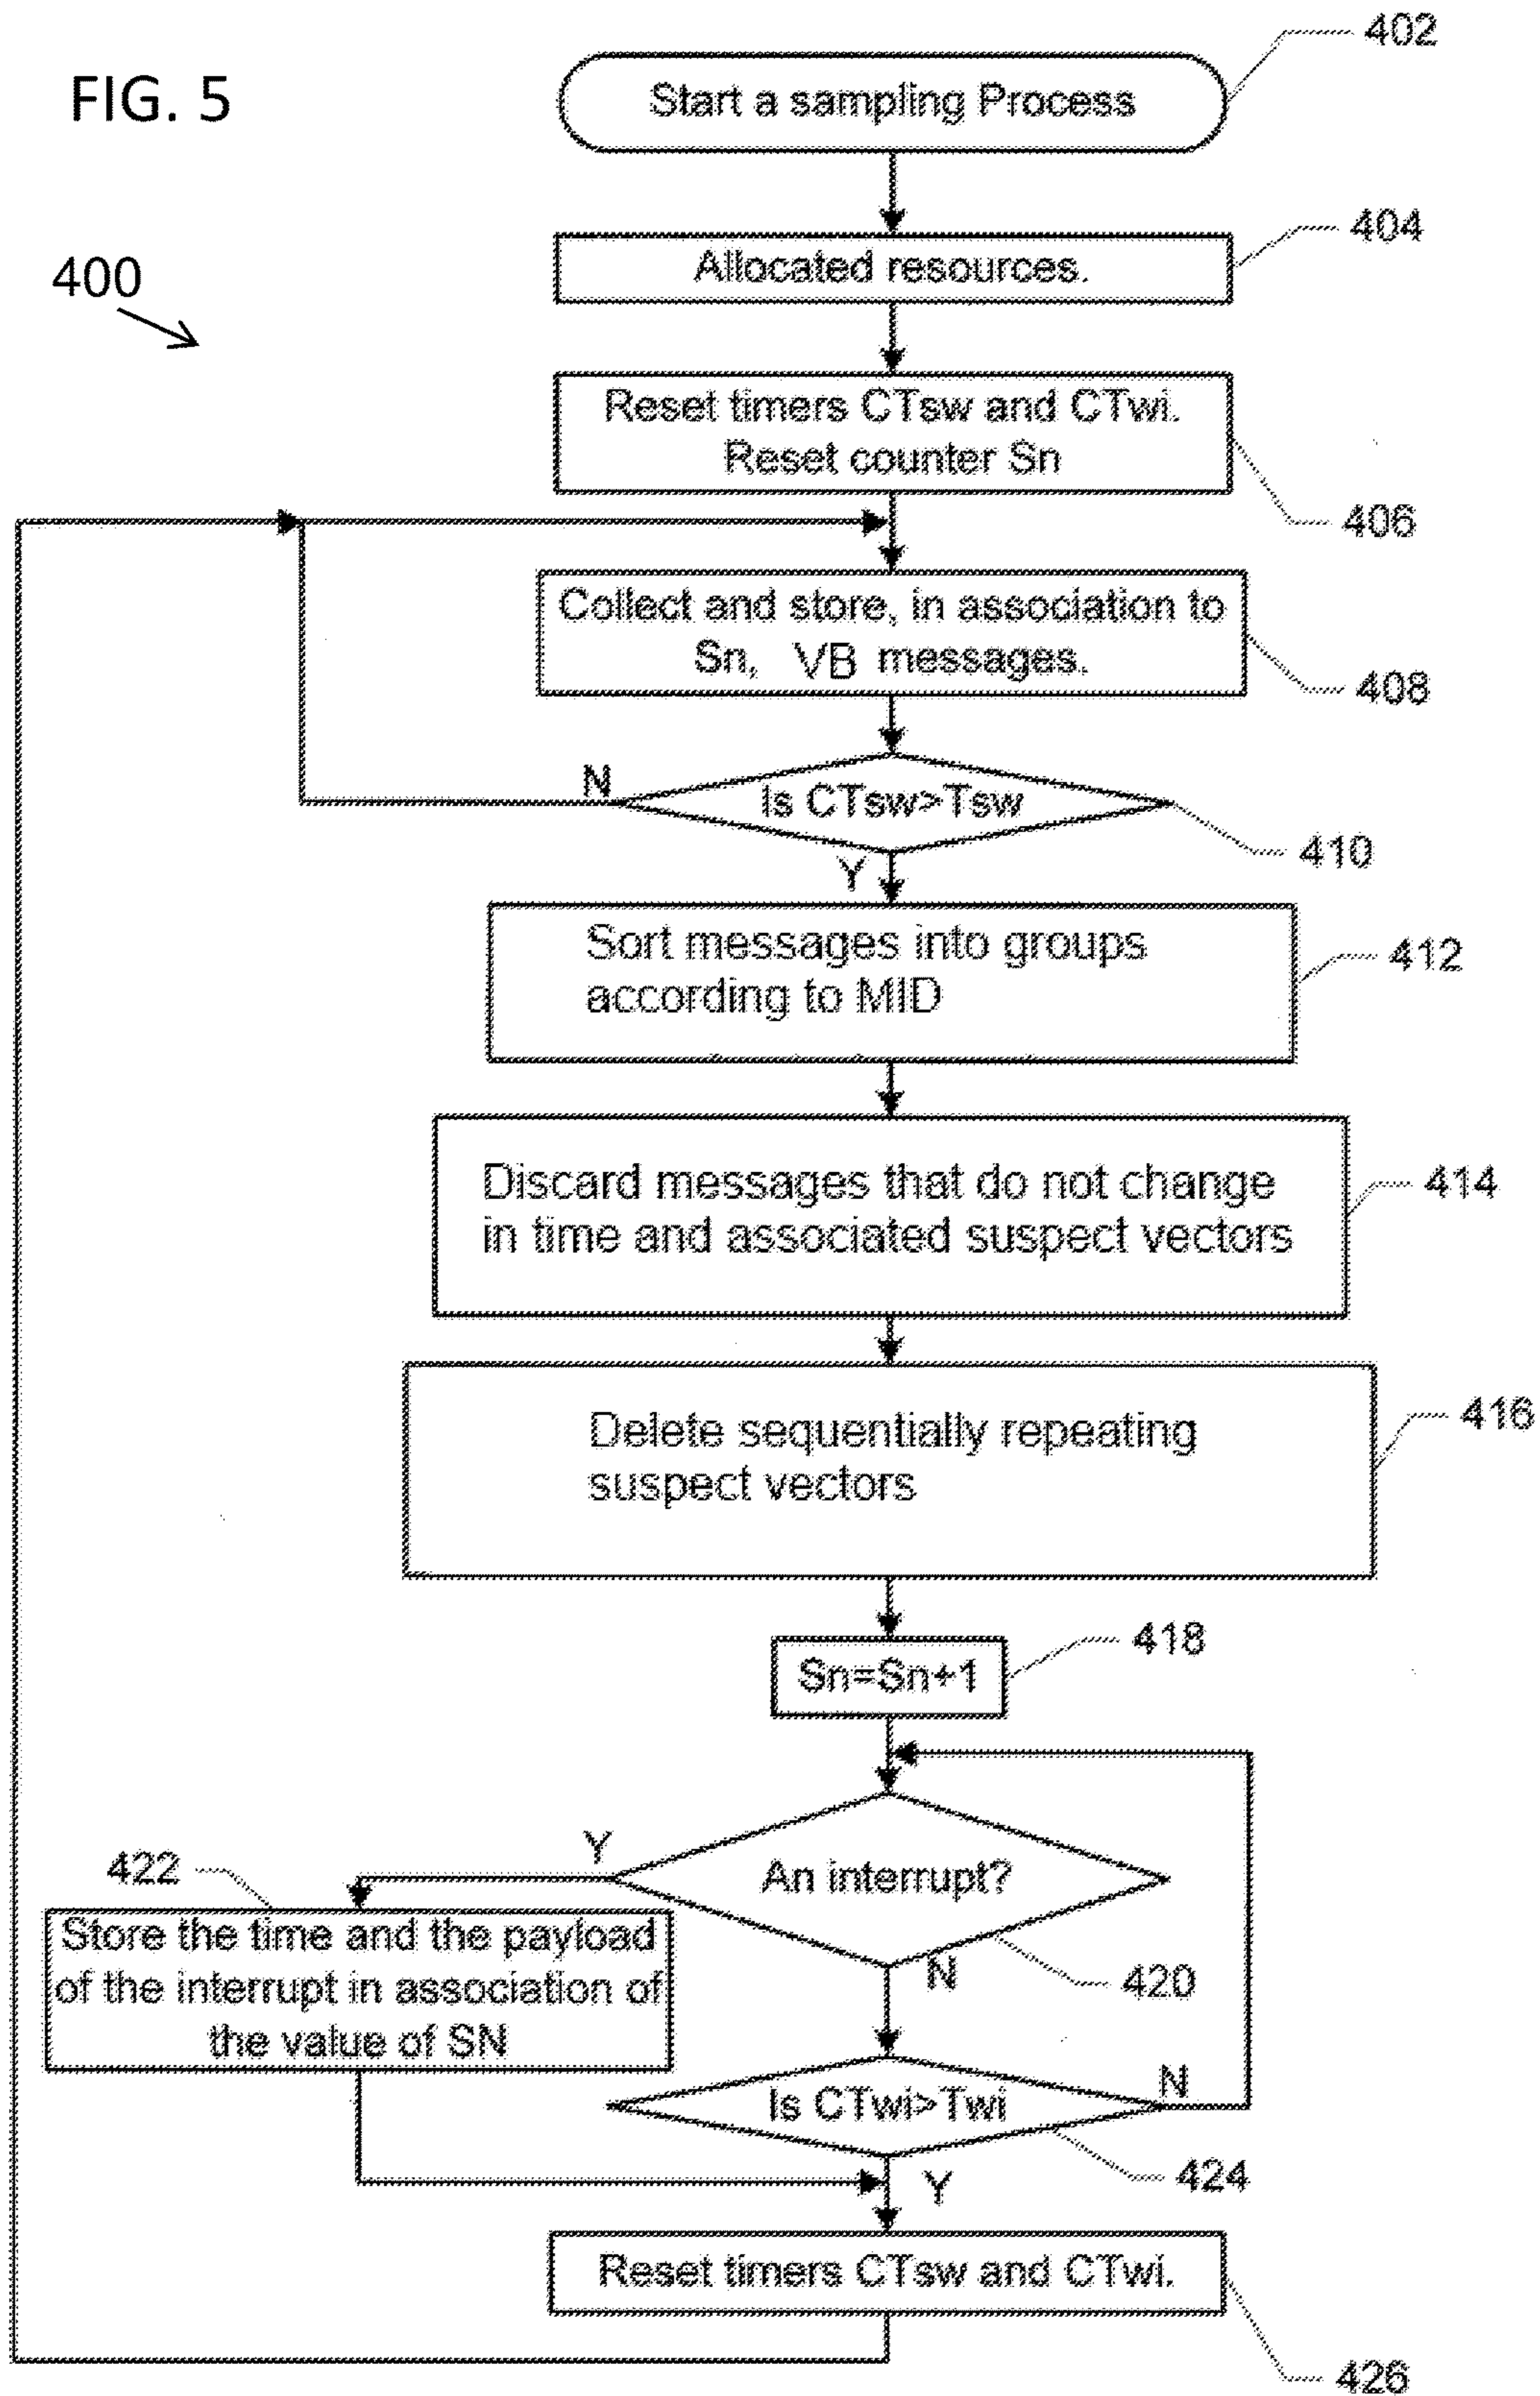 FIG. 5
400
Start a sampling Process
402
Allocated resources.
404
Reset timers CTsw and CTwi.
Reset counter Sn
406
Collect and store, in association to
Sn, VB messages.
408
Is CTsw>Tsw
N
Y
410
Sort messages into groups
according to MID
412
Discard messages that do not change
in time and associated suspect vectors
414
Delete sequentially repeating
suspect vectors
416
Sn=Sn+1
418
An interrupt?
Y
N
420
422
Store the time and the payload
of the interrupt in association of
the value of SN
Is CTwi>Twi
N
Y
424
Reset timers CTsw and CTwi.
426